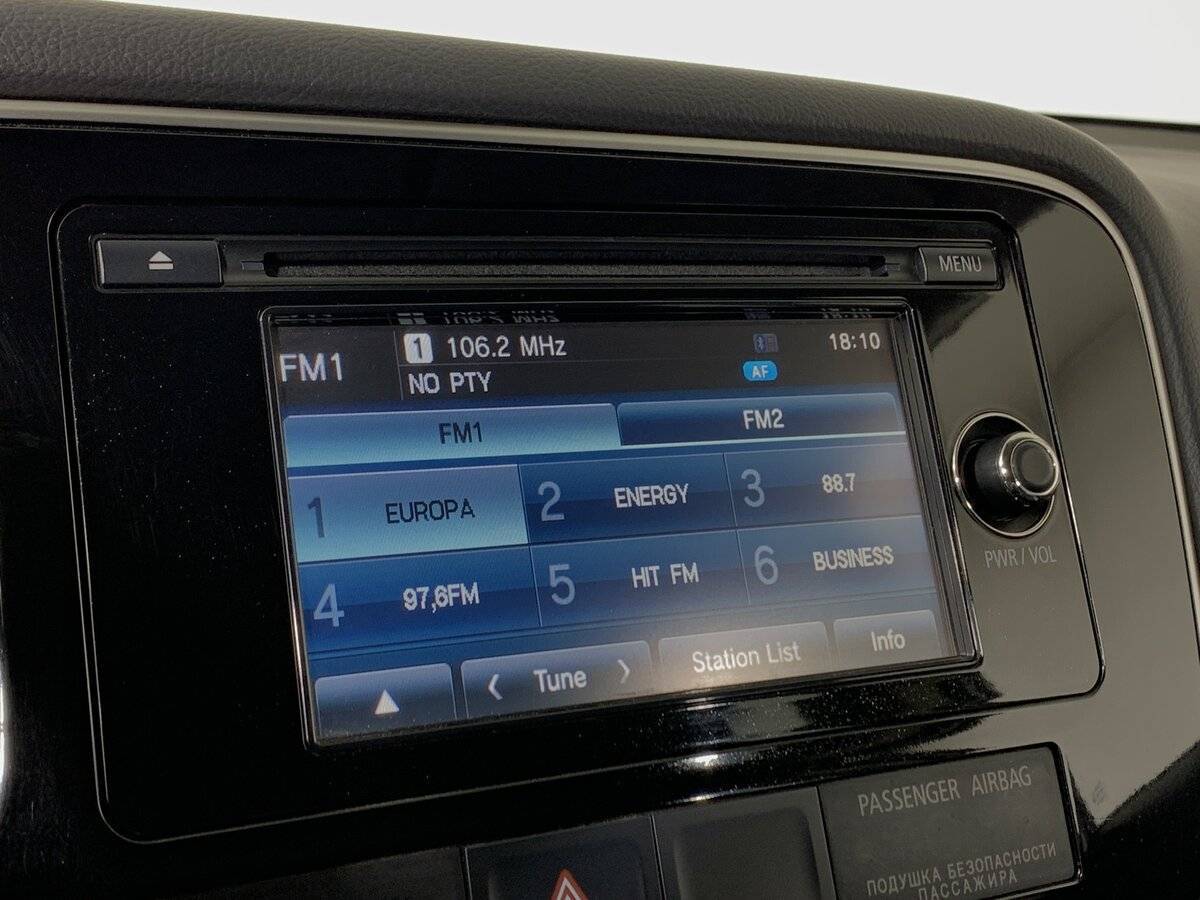 MENU
FM1
1 106.2 MHz
18:10
NO PTY
AF
FM1
FM2
1 EUROPA
2 ENERGY
3 88.7
4 97,6FM
5 HIT FM
6 BUSINESS
Tune
Station List
Info
PWR / VOL
PASSENGER AIRBAG
ПОДУШКА БЕЗОПАСНОСТИ
ПАССАЖИРА